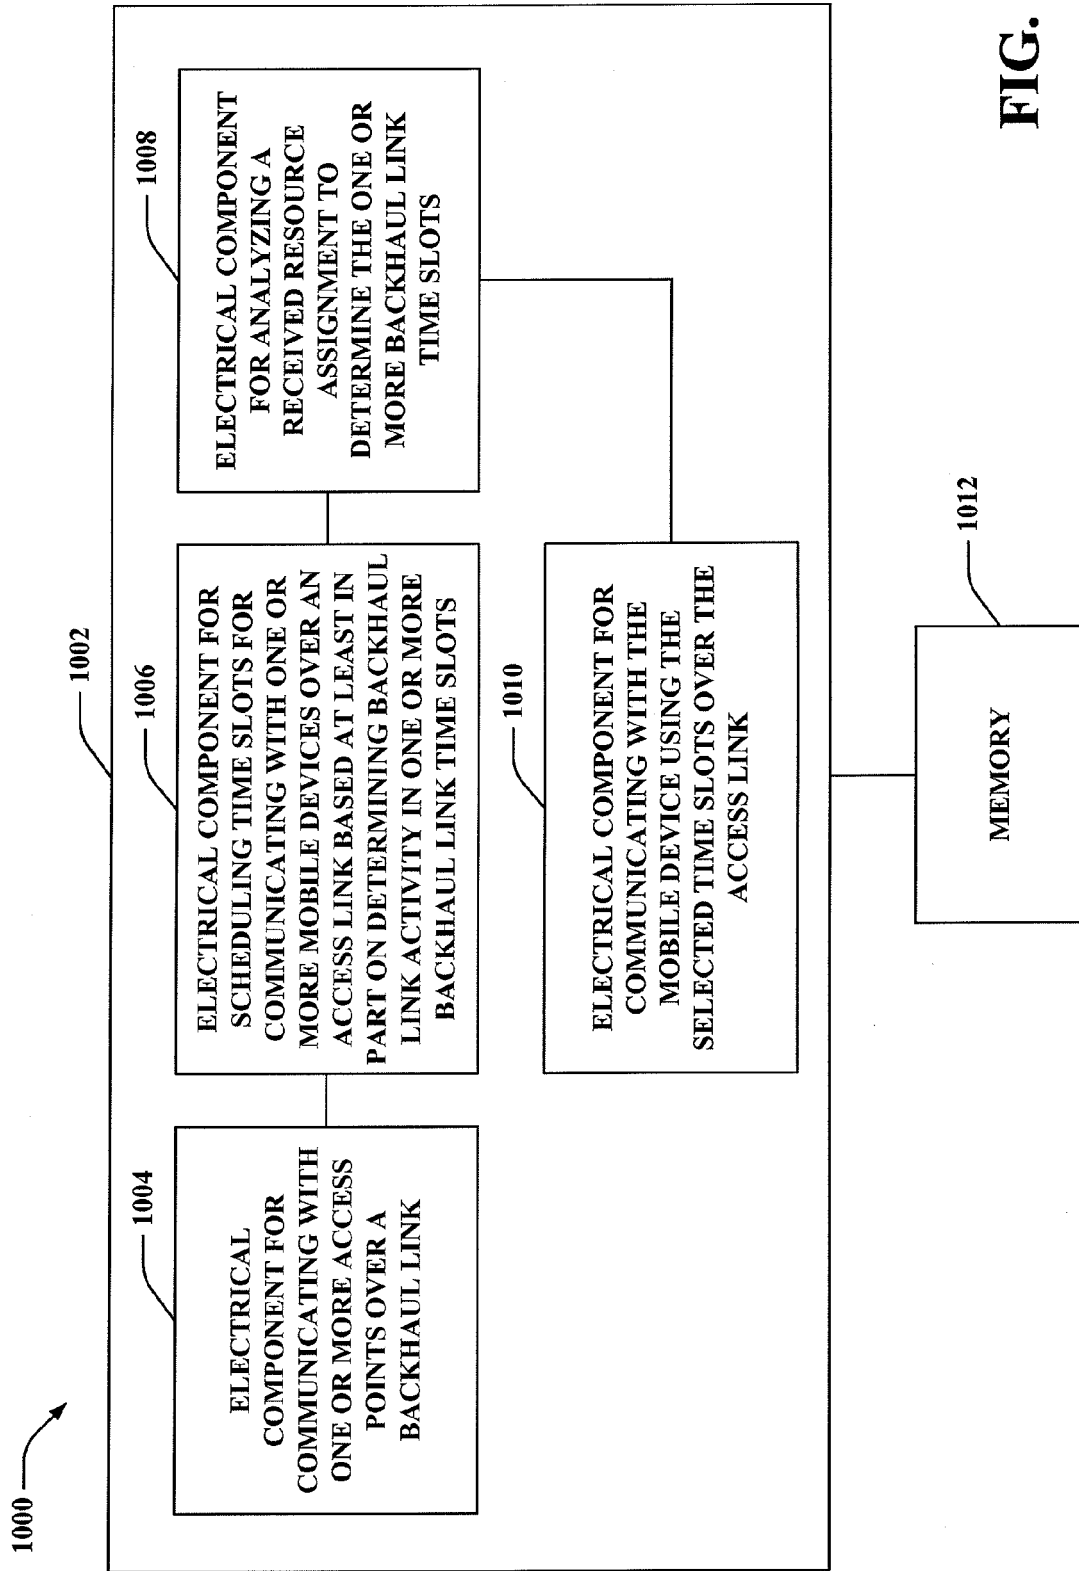 1000
1002
1004
ELECTRICAL
COMPONENT FOR
COMMUNICATING WITH
ONE OR MORE ACCESS
POINTS OVER A
BACKHAUL LINK
1006
ELECTRICAL COMPONENT FOR
SCHEDULING TIME SLOTS FOR
COMMUNICATING WITH ONE OR
MORE MOBILE DEVICES OVER AN
ACCESS LINK BASED AT LEAST IN
PART ON DETERMINING BACKHAUL
LINK ACTIVITY IN ONE OR MORE
BACKHAUL LINK TIME SLOTS
1008
ELECTRICAL COMPONENT
FOR ANALYZING A
RECEIVED RESOURCE
ASSIGNMENT TO
DETERMINE THE ONE OR
MORE BACKHAUL LINK
TIME SLOTS
1010
ELECTRICAL COMPONENT FOR
COMMUNICATING WITH THE
MOBILE DEVICE USING THE
SELECTED TIME SLOTS OVER THE
ACCESS LINK
1012
MEMORY
FIG.